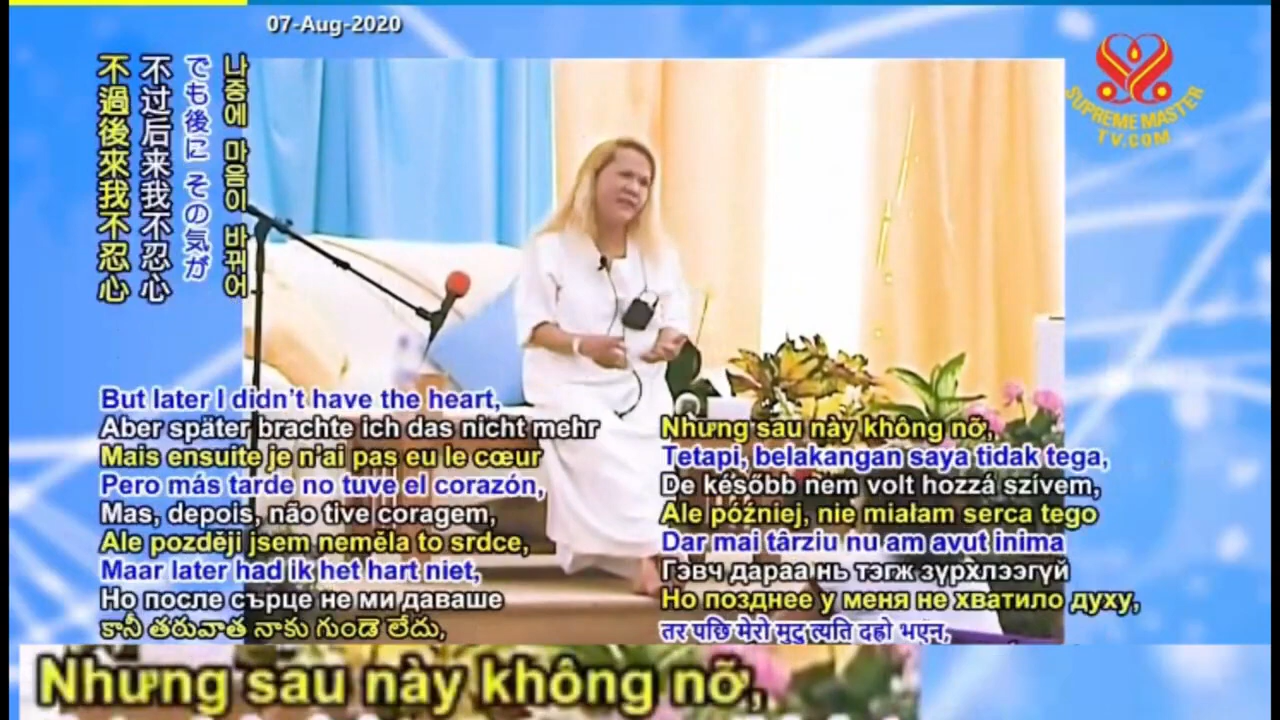 07-Aug-2020
SUPREME MASTER
TV.COM
나중에 마음이 바뀌어
でも後に その気が
不过后来我不忍心
不過後來我不忍心
But later I didn't have the heart,
Aber später brachte ich das nicht mehr
Mais ensuite je n'ai pas eu le cœur
Pero más tarde no tuve el corazón,
Mas, depois, não tive coragem,
Ale později jsem neměla to srdce,
Maar later had ik het hart niet,
Но после сърце не ми даваше
కానీ తరువాత నాకు గుండె లేదు,
Nhưng sau này không nỡ,
Tetapi, belakangan saya tidak tega,
De később nem volt hozzá szívem,
Ale później, nie miałam serca tego
Dar mai târziu nu am avut inima
Гэвч дараа нь тэгж зүрхлээгүй
Но позднее у меня не хватило духу,
तर पछि मेरो मुटु त्यति दह्रो भएन,
Nhưng sau này không nỡ,